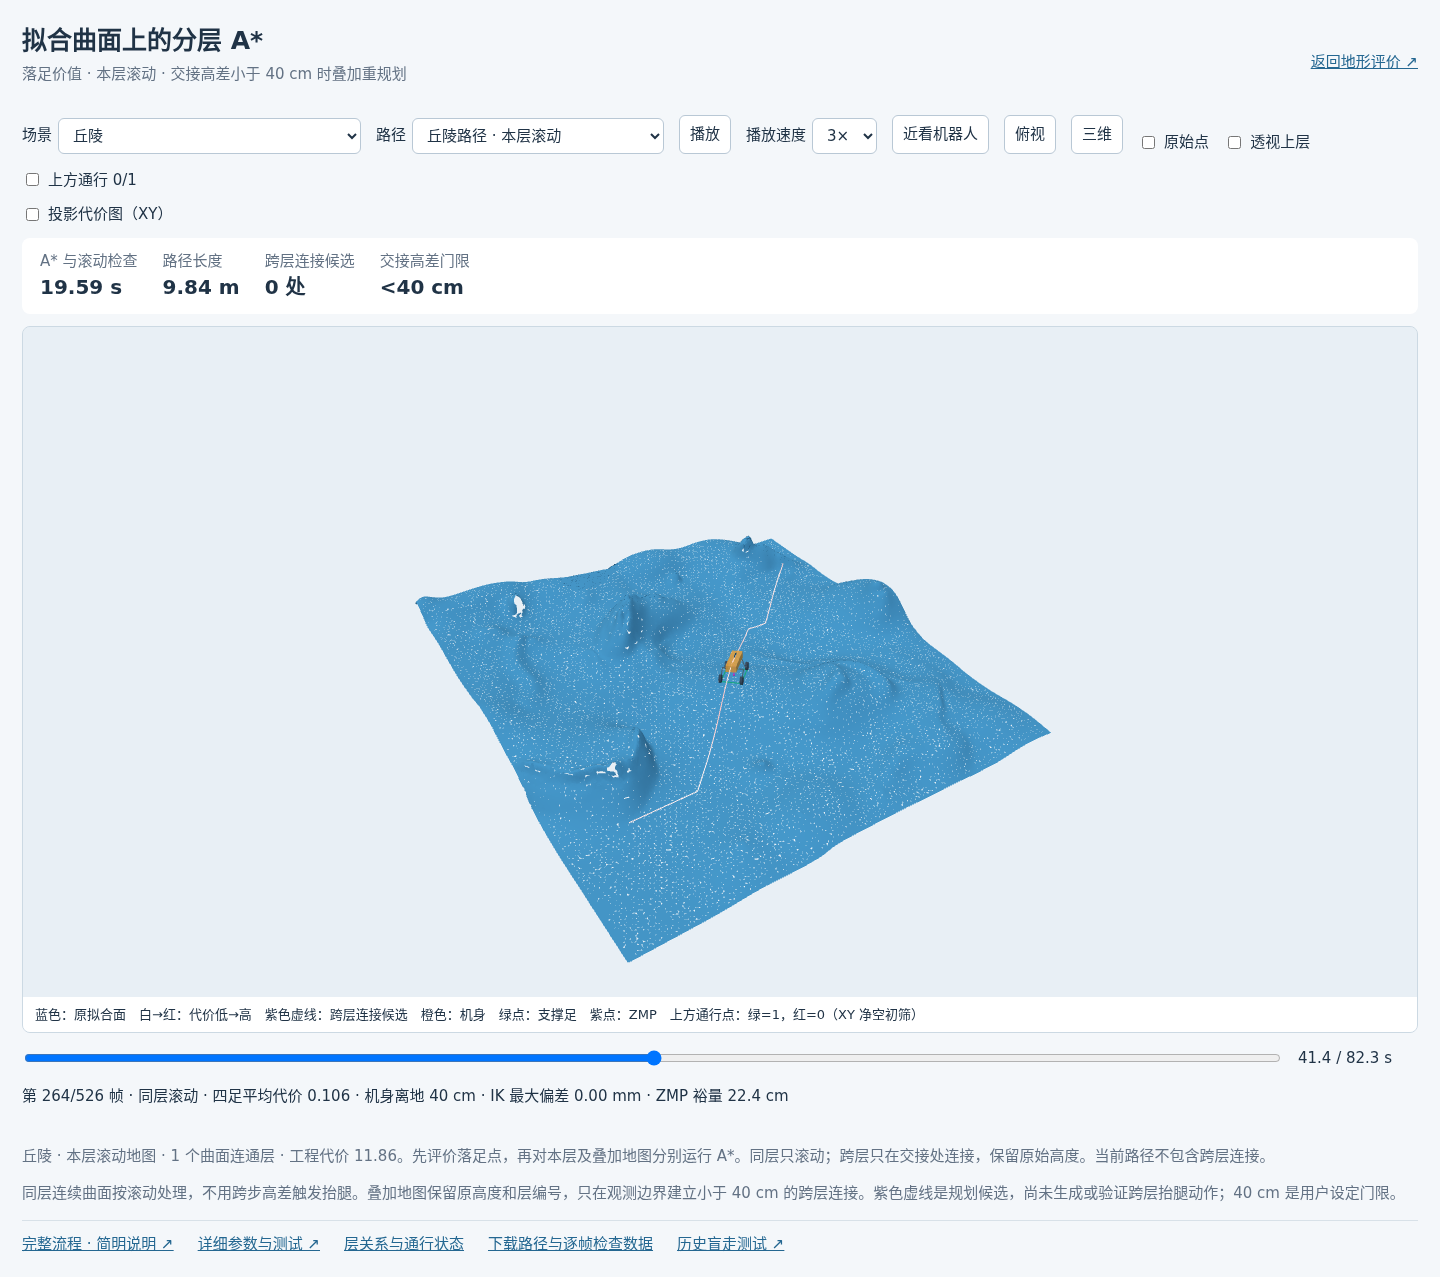 拟合曲面上的分层 A*
落足价值 · 本层滚动 · 交接高差小于 40 cm 时叠加重规划
返回地形评价 ↗
场景 丘陵 路径 丘陵路径 · 本层滚动 播放 播放速度 3× 近看机器人 俯视 三维 原始点 透视上层
上方通行 0/1
投影代价图（XY）
A* 与滚动检查 路径长度 跨层连接候选 交接高差门限
19.59 s 9.84 m 0 处 <40 cm
蓝色：原拟合面 白→红：代价低→高 紫色虚线：跨层连接候选 橙色：机身 绿点：支撑足 紫点：ZMP 上方通行点：绿=1，红=0（XY 净空初筛）
41.4 / 82.3 s
第 264/526 帧 · 同层滚动 · 四足平均代价 0.106 · 机身离地 40 cm · IK 最大偏差 0.00 mm · ZMP 裕量 22.4 cm
丘陵 · 本层滚动地图 · 1 个曲面连通层 · 工程代价 11.86。先评价落足点，再对本层及叠加地图分别运行 A*。同层只滚动；跨层只在交接处连接，保留原始高度。当前路径不包含跨层连接。
同层连续曲面按滚动处理，不用跨步高差触发抬腿。叠加地图保留原高度和层编号，只在观测边界建立小于 40 cm 的跨层连接。紫色虚线是规划候选，尚未生成或验证跨层抬腿动作；40 cm 是用户设定门限。
完整流程 · 简明说明 ↗ 详细参数与测试 ↗ 层关系与通行状态 下载路径与逐帧检查数据 历史盲走测试 ↗